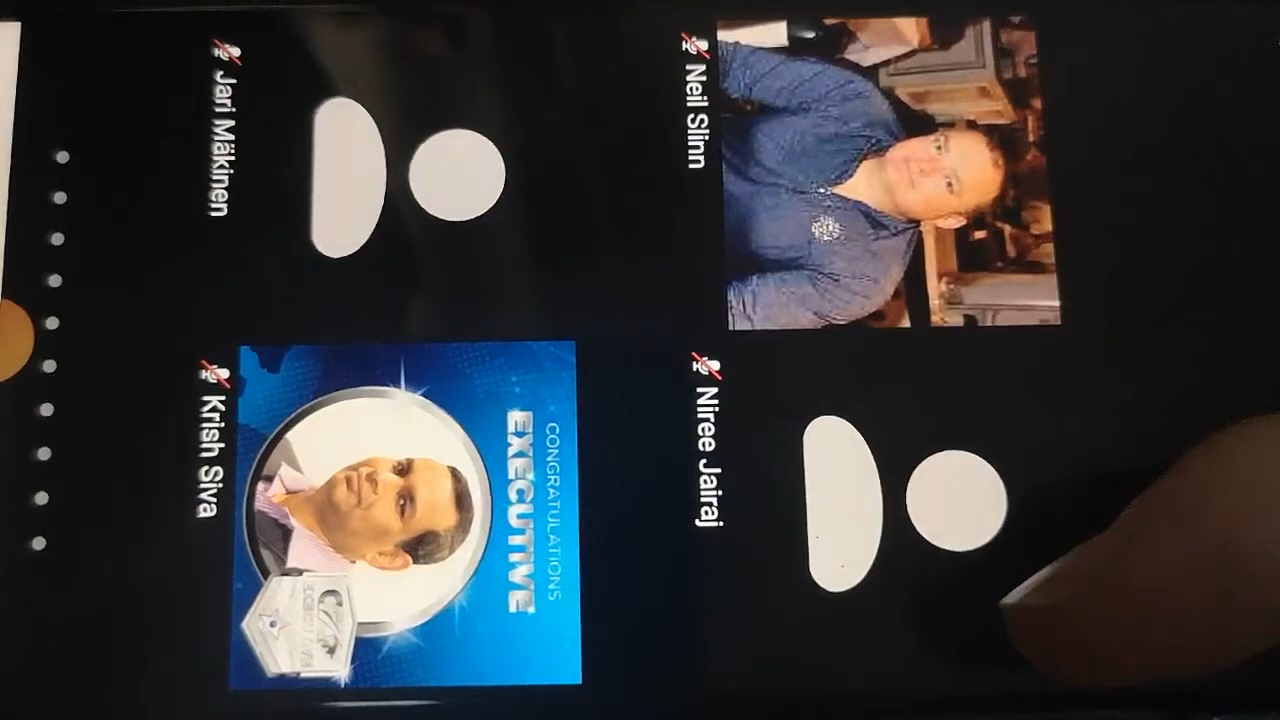 Neil Slinn
Niree Jairaj
Jari Mäkinen
CONGRATULATIONS
EXECUTIVE
Krish Siva